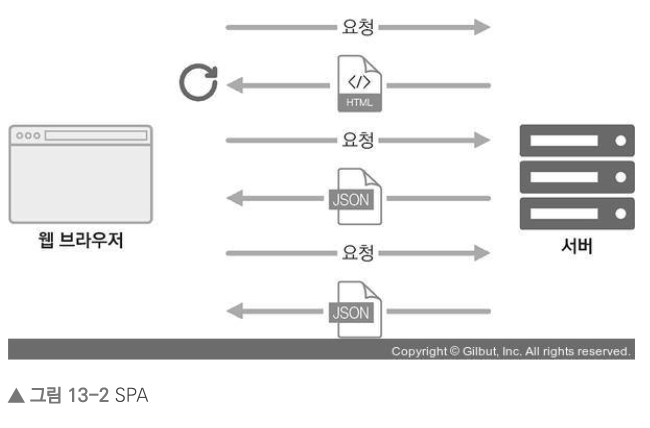 요청
</>
HTML
요청
JSON
웹 브라우저
서버
요청
JSON
Copyright © Gilbut, Inc. All rights reserved.
▲ 그림 13-2 SPA